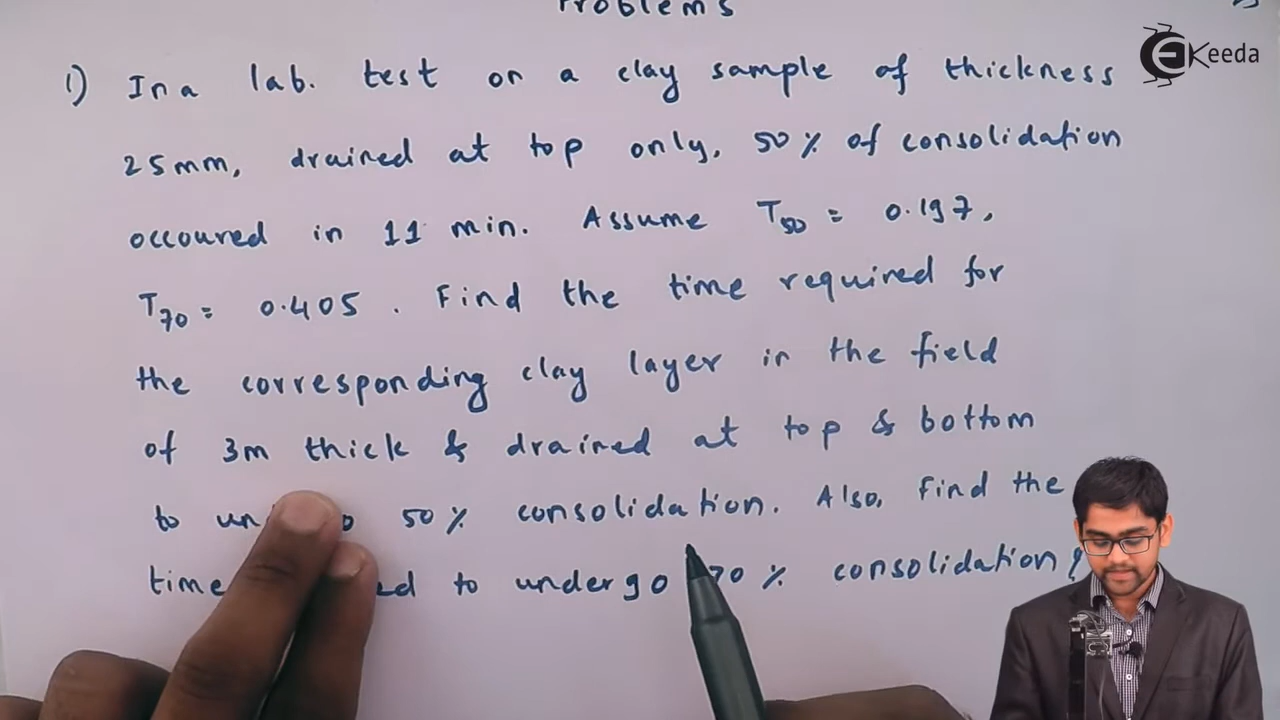 Problems
Keeda
1) In a lab. test on a clay sample of thickness
25mm, drained at top only, 50% of consolidation
occoured in 11 min. Assume T50 = 0.197,
T70 = 0.405. Find the time required for
the corresponding clay layer in the field
of 3m thick & drained at top & bottom
to 50% consolidation. Also, Find the
time to undergo 70% consolidation